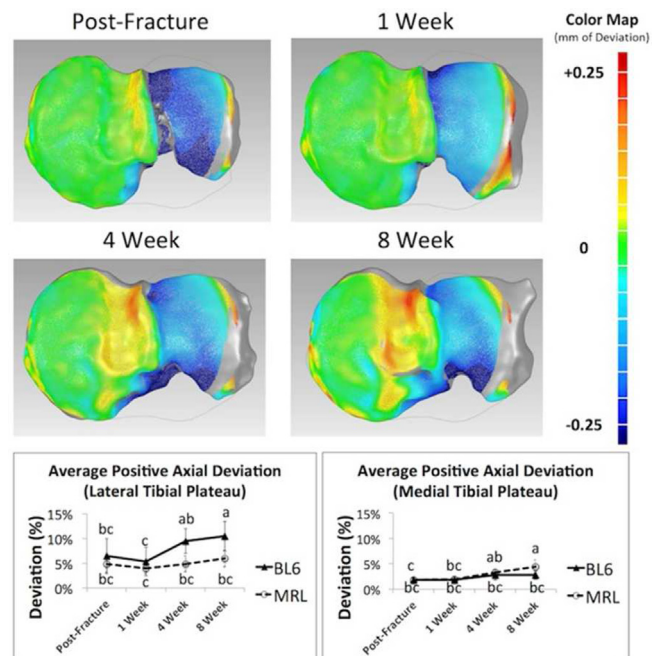 Post-Fracture
1 Week
Color Map
(mm of Deviation)
+0.25
0
-0.25
4 Week
8 Week
Average Positive Axial Deviation
(Lateral Tibial Plateau)
Deviation (%)
15%
10%
5%
0%
bc
c
ab
a
bc
c
bc
bc
BL6
MRL
Post-Fracture
1 Week
4 Week
8 Week
Average Positive Axial Deviation
(Medial Tibial Plateau)
Deviation (%)
15%
10%
5%
0%
c
bc
ab
a
bc
bc
bc
bc
BL6
MRL
Post-Fracture
1 Week
4 Week
8 Week